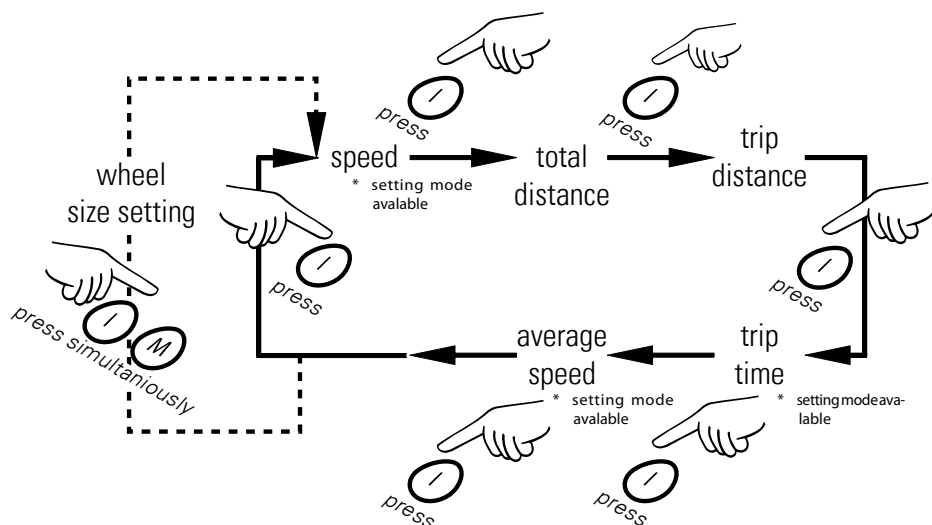 I
press
I
press
speed
* setting mode
avalable
total
distance
trip
distance
wheel
size setting
I
press
I
press
I
M
press simultaniously
average
speed
* setting mode
avalable
trip
time
* settingmodeava-
lable
I
press
I
press